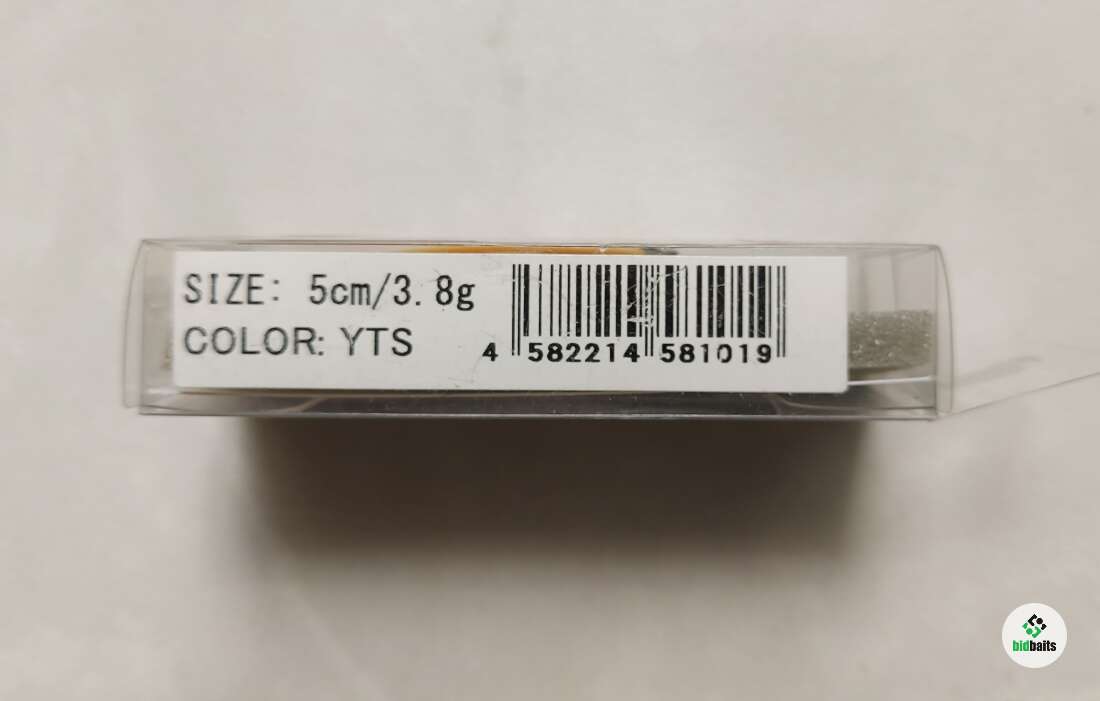 SIZE: 5cm/3.8g
COLOR: YTS
4 582214 581019
bidbaits